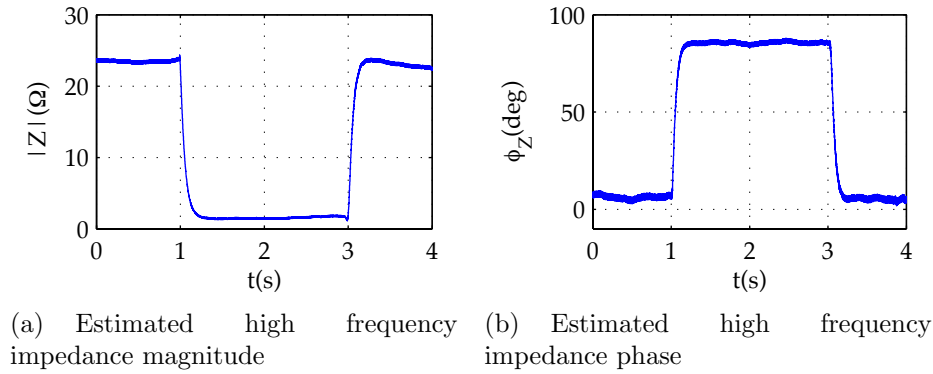 30
20
10
0
|Z|(Ω)
0 1 2 3 4
t(s)
100
50
0
ϕZ(deg)
0 1 2 3 4
t(s)
(a) Estimated high frequency
impedance magnitude
(b) Estimated high frequency
impedance phase